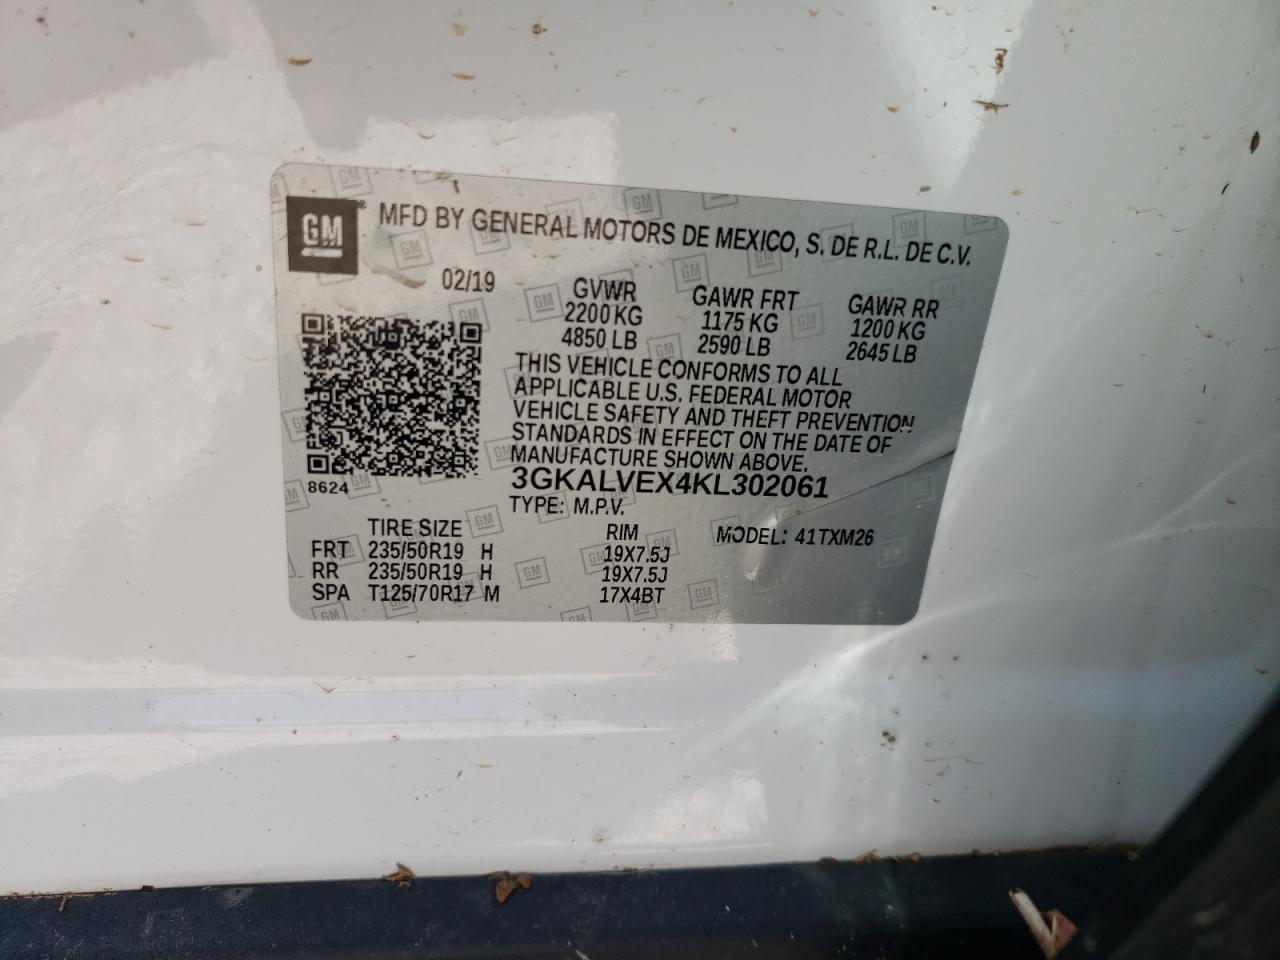 GM MFD BY GENERAL MOTORS DE MEXICO, S. DE R.L. DE C.V.
02/19
GVWR GAWR FRT GAWR RR
2200 KG 1175 KG 1200 KG
4850 LB 2590 LB 2645 LB
THIS VEHICLE CONFORMS TO ALL
APPLICABLE U.S. FEDERAL MOTOR
VEHICLE SAFETY AND THEFT PREVENTION
STANDARDS IN EFFECT ON THE DATE OF
MANUFACTURE SHOWN ABOVE.
8624
3GKALVEX4KL302061
TYPE: M.P.V.
TIRE SIZE RIM MODEL: 41TXM26
FRT 235/50R19 H 19X7.5J
RR 235/50R19 H 19X7.5J
SPA T125/70R17 M 17X4BT